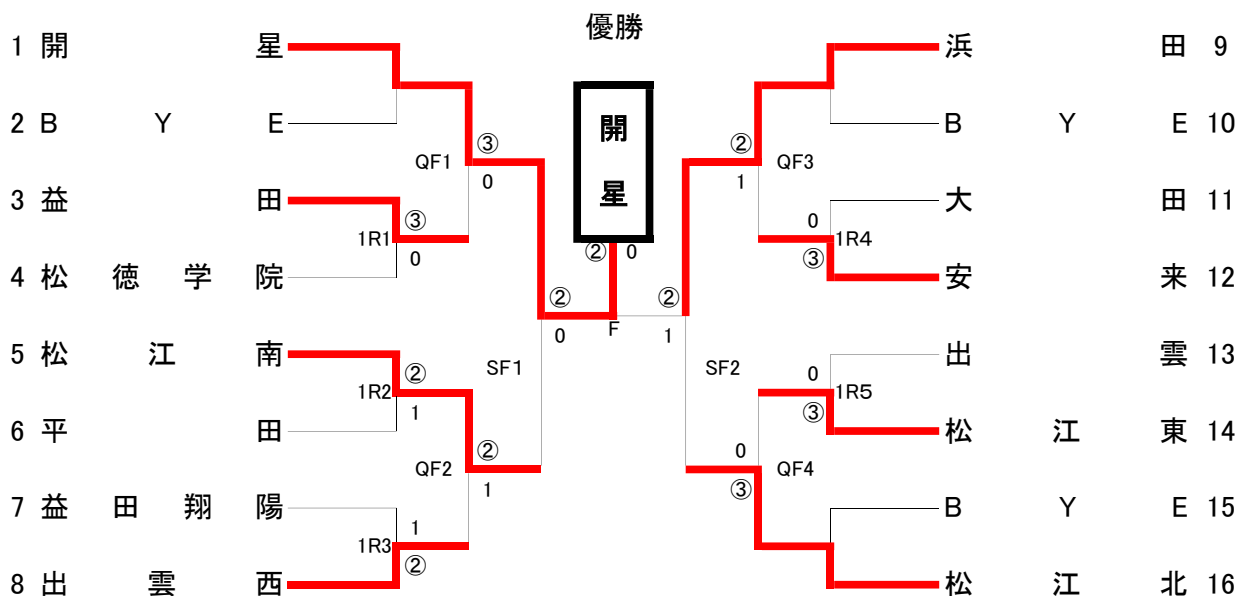 優勝
1 開星
2 BYE
3 益田
4 松徳学院
5 松江南
6 平田
7 益田翔陽
8 出雲西
1R1
③
0
1R2
②
1
1R3
1
②
QF1
③
0
QF2
②
1
SF1
②
0
開星
②
0
F
②
1
SF2
②
1
QF3
0
③
QF4
0
③
1R4
0
③
1R5
浜田 9
BYE 10
大田 11
安来 12
出雲 13
松江東 14
BYE 15
松江北 16